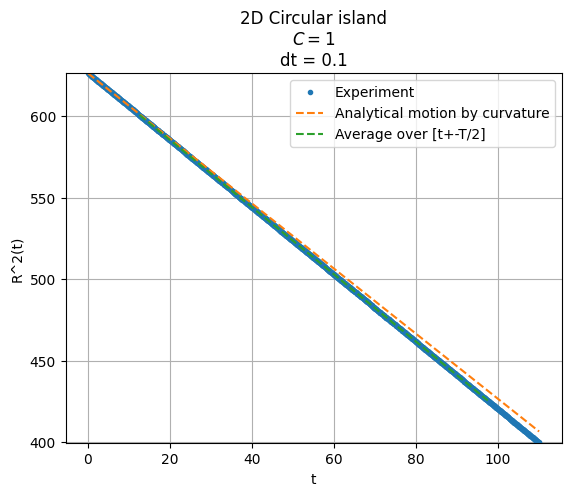 2D Circular island
C = 1
dt = 0.1
Experiment
Analytical motion by curvature
Average over [t+-T/2]
R^2(t)
600
550
500
450
400
0 20 40 60 80 100
t